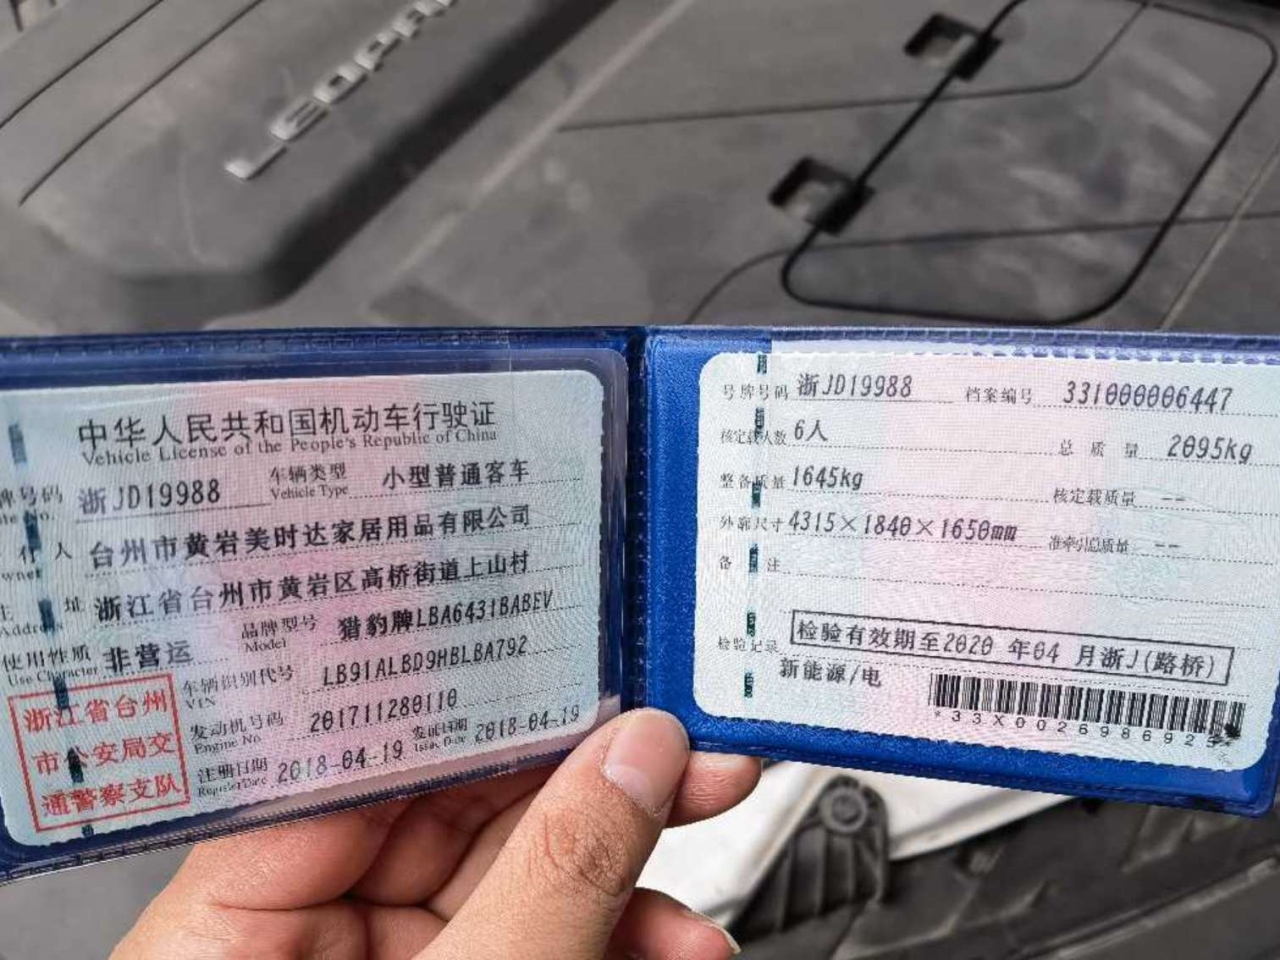 LEOPA
中华人民共和国机动车行驶证
Vehicle License of the People's Republic of China
牌号码 浙JD19988 车辆类型 小型普通客车
Vehicle Type
人 台州市黄岩美时达家居用品有限公司
址 浙江省台州市黄岩区高桥街道上山村
使用性质 非营运 品牌型号 猎豹牌LBA6431BABEV
Use Character Model
车辆识别代号 LB91ALBD9HBLBA792
VIN
发动机号码 201711280110
Engine No.
注册日期 2018-04-19 发证日期 2018-04-19
Register Date Issue Date
浙江省台州
市公安局交
通警察支队
号牌号码 浙JD19988 档案编号 331000006447
核定载人数 6人 总质量 2095kg
整备质量 1645kg 核定载质量 --
外廓尺寸 4315×1840×1650mm 准牵引总质量 --
备注
检验记录 检验有效期至2020年04月浙J(路桥)
新能源/电
*33X0026986925*